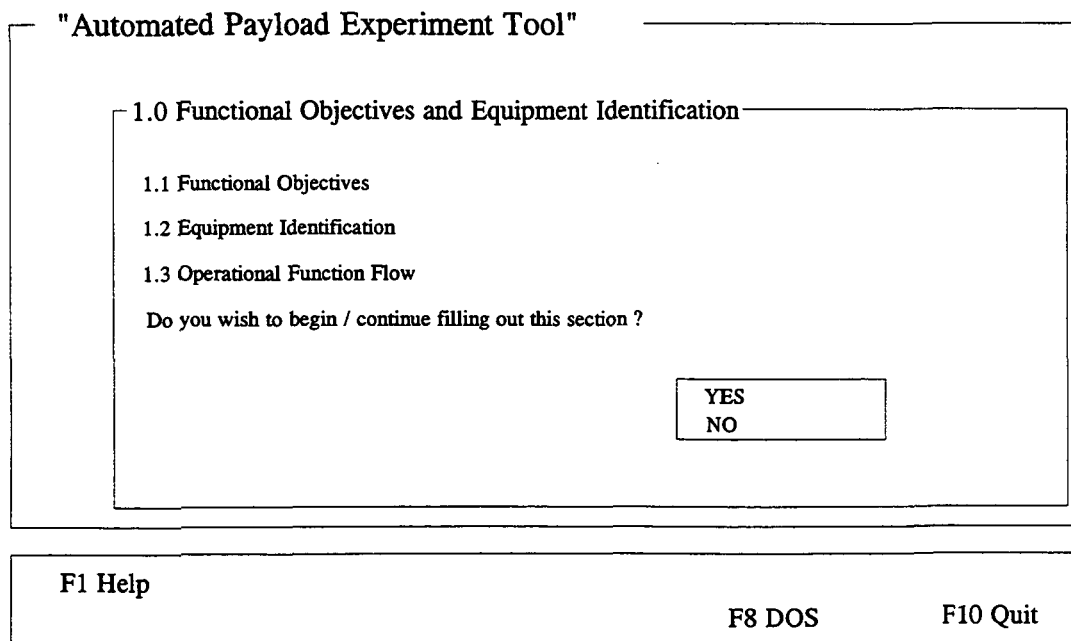 "Automated Payload Experiment Tool"
1.0 Functional Objectives and Equipment Identification
1.1 Functional Objectives
1.2 Equipment Identification
1.3 Operational Function Flow
Do you wish to begin / continue filling out this section ?
YES
NO
F1 Help
F8 DOS F10 Quit